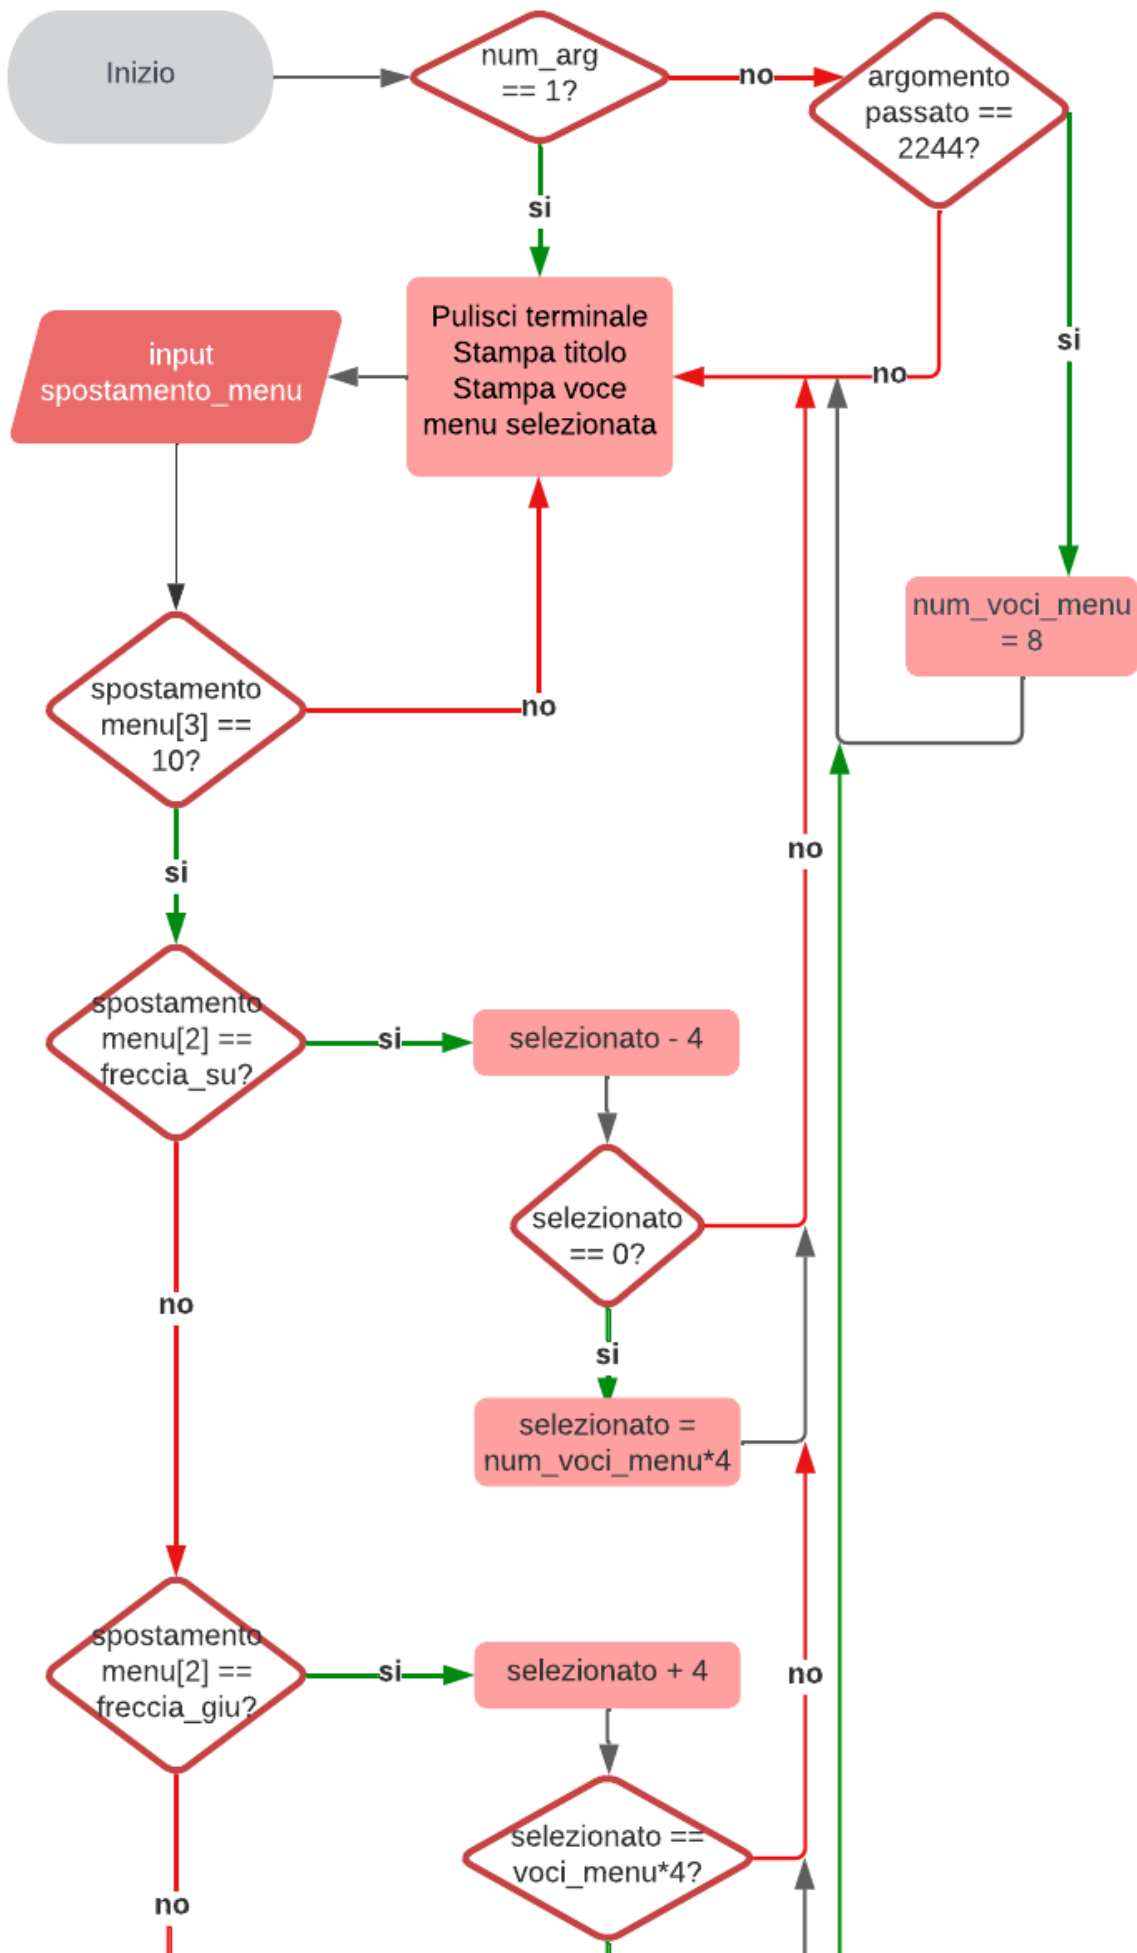 Inizio
num_arg
== 1?
no
argomento
passato ==
2244?
si
si
Pulisci terminale
Stampa titolo
Stampa voce
menu selezionata
no
input
spostamento_menu
num_voci_menu
= 8
spostamento
menu[3] ==
10?
no
si
no
spostamento
menu[2] ==
freccia_su?
si
selezionato - 4
selezionato
== 0?
no
si
selezionato =
num_voci_menu*4
spostamento
menu[2] ==
freccia_giu?
si
selezionato + 4
no
selezionato ==
voci_menu*4?
no